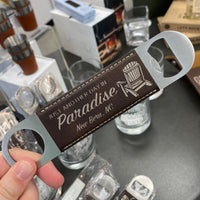 JUST ANOTHER DAY IN
Paradise
New Bern, NC